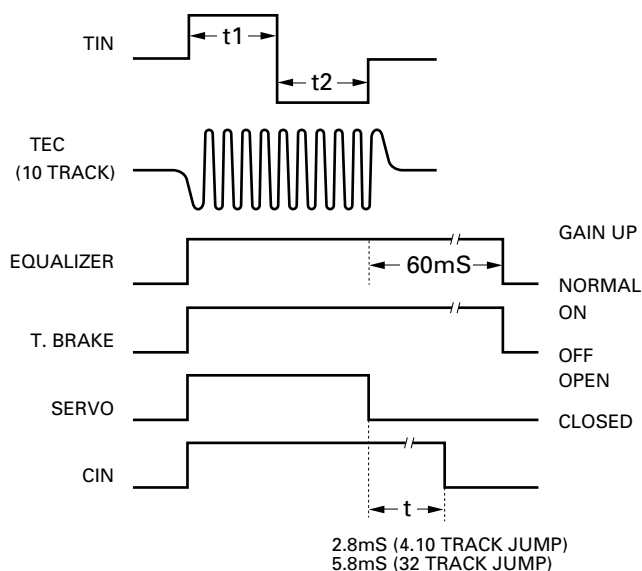 TIN
t1
t2
TEC
(10 TRACK)
EQUALIZER
60mS
GAIN UP
NORMAL
T. BRAKE
ON
OFF
SERVO
OPEN
CLOSED
CIN
t
2.8mS (4.10 TRACK JUMP)
5.8mS (32 TRACK JUMP)